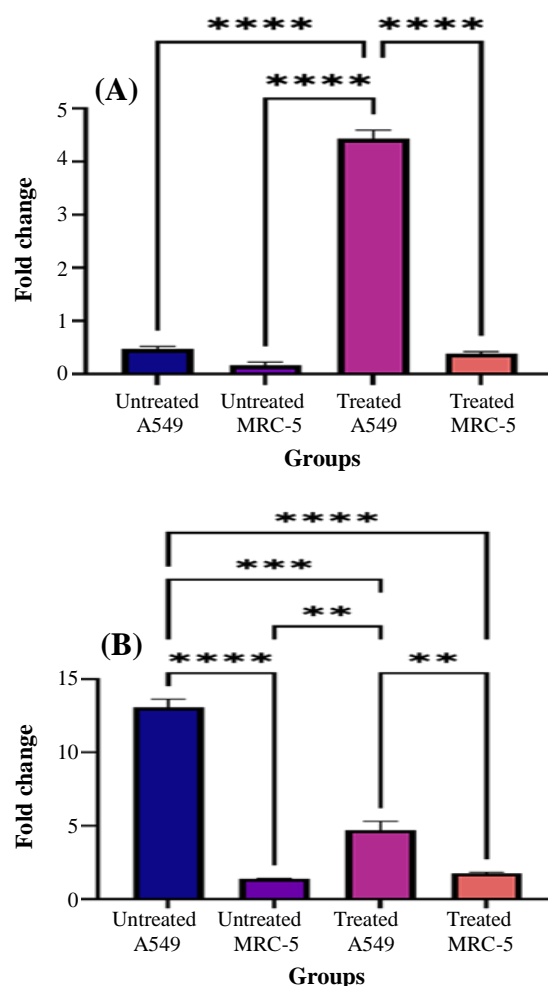 **** ****
****
(A)
5
4
3
2
1
0
Fold change
Untreated Untreated Treated Treated
A549 MRC-5 A549 MRC-5
Groups
****
***
**
(B)
**** **
15
10
5
0
Fold change
Untreated Untreated Treated Treated
A549 MRC-5 A549 MRC-5
Groups